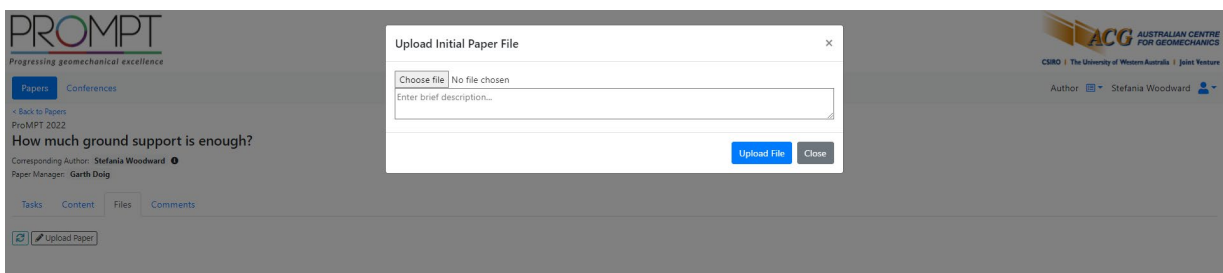 PROMPT
Progressing geomechanical excellence
ACG AUSTRALIAN CENTRE
FOR GEOMECHANICS
CSIRO | The University of Western Australia | Joint Venture
Upload Initial Paper File ×
Choose file No file chosen
Enter brief description...
Upload File Close
Papers Conferences
Author Stefania Woodward
< Back to Papers
ProMPT 2022
How much ground support is enough?
Corresponding Author: Stefania Woodward
Paper Manager: Garth Doig
Tasks Content Files Comments
Upload Paper